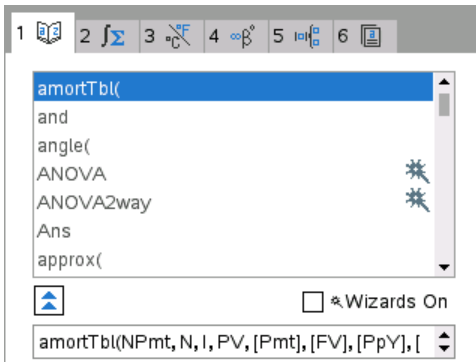 1 2 ∫Σ 3 °C°F 4 ∞β° 5 6
amortTbl(
and
angle(
ANOVA
ANOVA2way
Ans
approx(
Wizards On
amortTbl(NPmt, N, I, PV, [Pmt], [FV], [PpY], [